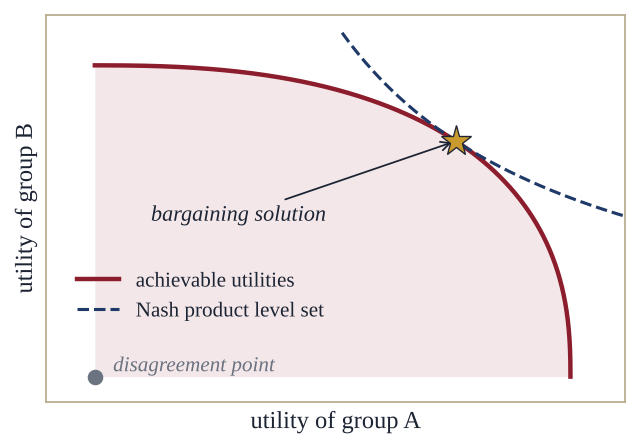 utility of group B
bargaining solution
achievable utilities
Nash product level set
disagreement point
utility of group A